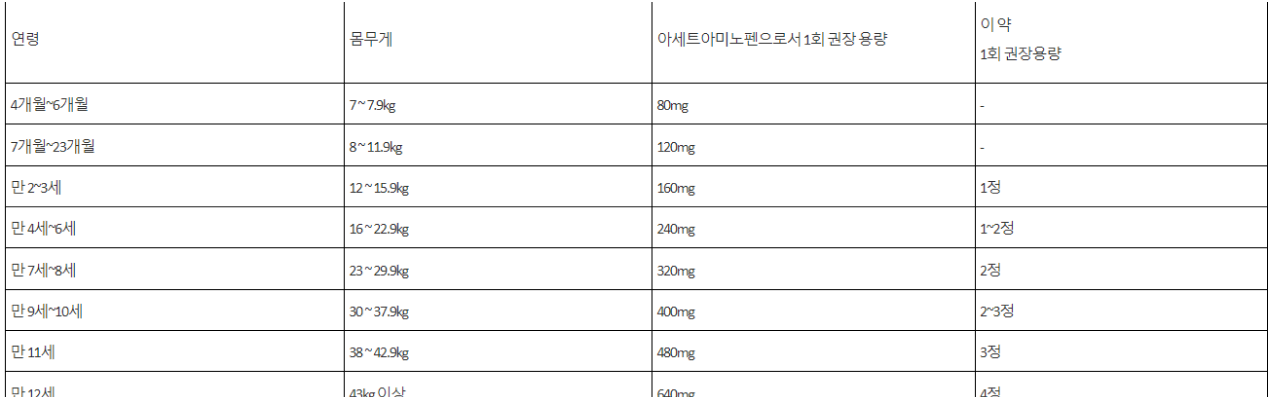 연령 몸무게 아세트아미노펜으로서 1회 권장 용량 이 약
1회 권장용량
4개월~6개월 7 ~ 7.9kg 80mg -
7개월~23개월 8 ~ 11.9kg 120mg -
만 2~3세 12 ~ 15.9kg 160mg 1정
만 4세~6세 16 ~ 22.9kg 240mg 1~2정
만 7세~8세 23 ~ 29.9kg 320mg 2정
만 9세~10세 30 ~ 37.9kg 400mg 2~3정
만 11세 38 ~ 42.9kg 480mg 3정
만 12세 43kg 이상 640mg 4정